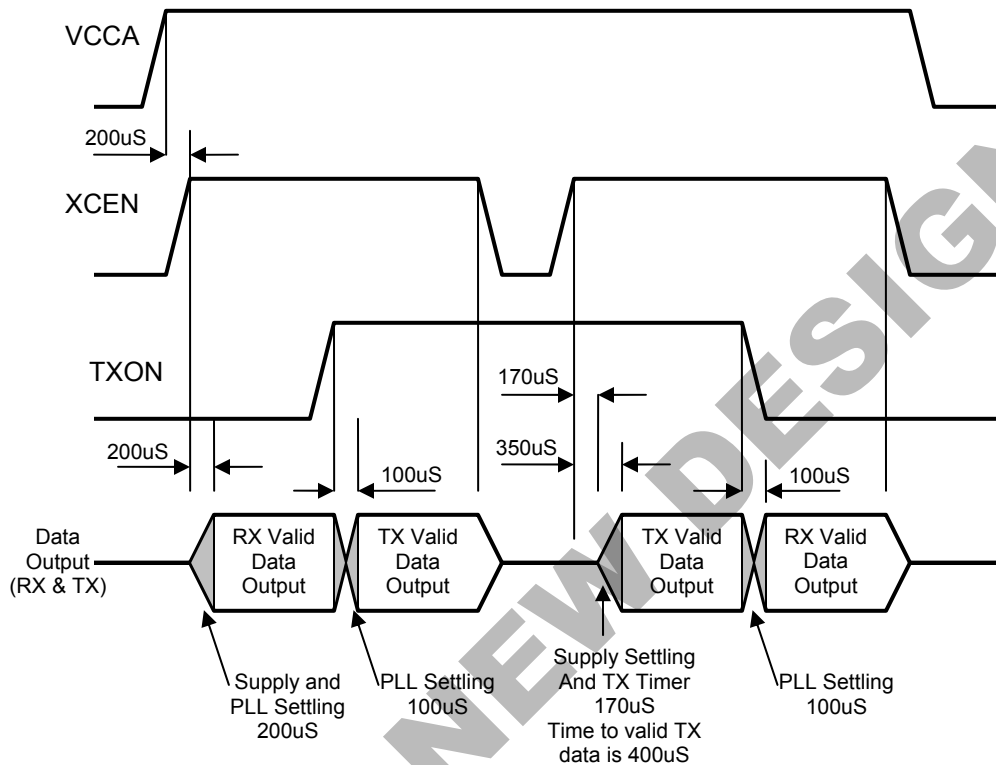 VCCA
200uS
XCEN
TXON
170uS
350uS
200uS
100uS
100uS
Data
Output
(RX & TX)
RX Valid
Data
Output
TX Valid
Data
Output
TX Valid
Data
Output
RX Valid
Data
Output
Supply and
PLL Settling
200uS
PLL Settling
100uS
Supply Settling
And TX Timer
170uS
Time to valid TX
data is 400uS
PLL Settling
100uS
NEW DESIGN